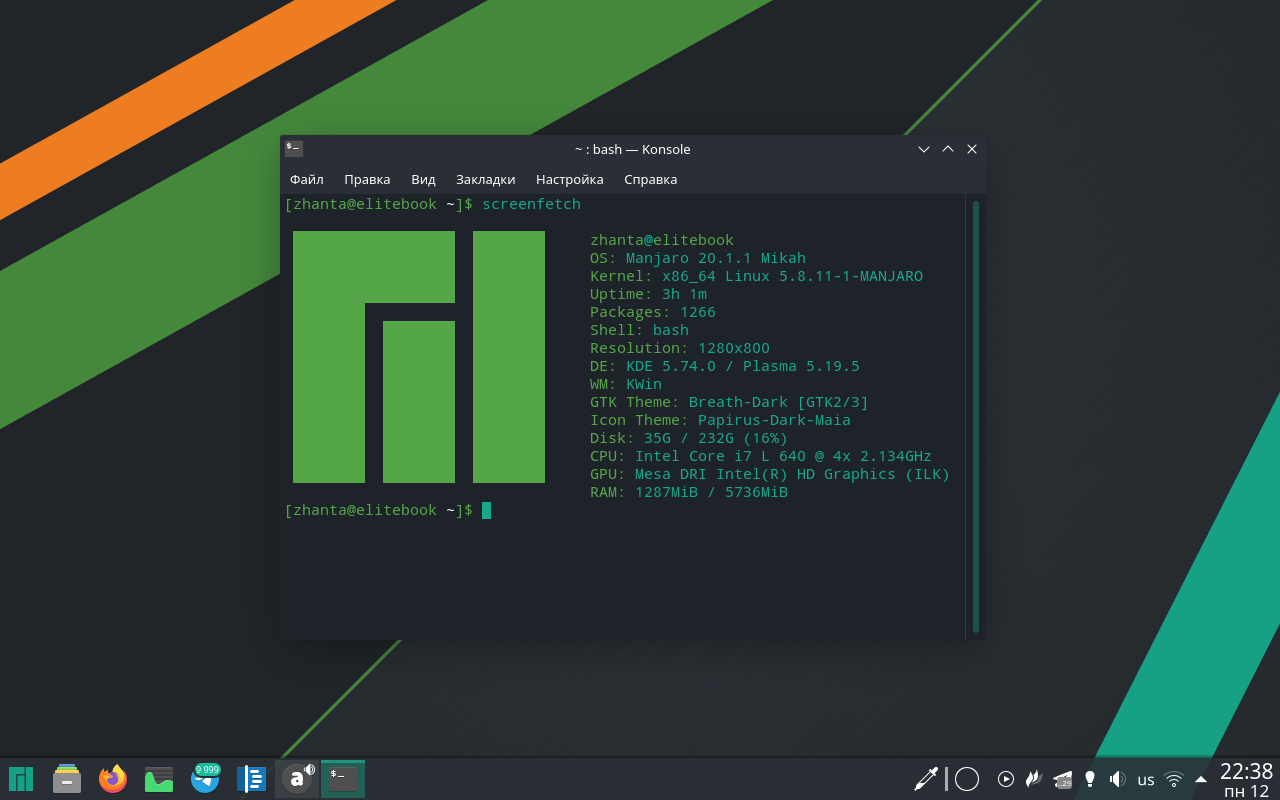 ~ : bash — Konsole
Файл Правка Вид Закладки Настройка Справка
[zhanta@elitebook ~]$ screenfetch
zhanta@elitebook
OS: Manjaro 20.1.1 Mikah
Kernel: x86_64 Linux 5.8.11-1-MANJARO
Uptime: 3h 1m
Packages: 1266
Shell: bash
Resolution: 1280x800
DE: KDE 5.74.0 / Plasma 5.19.5
WM: KWin
GTK Theme: Breath-Dark [GTK2/3]
Icon Theme: Papirus-Dark-Maia
Disk: 35G / 232G (16%)
CPU: Intel Core i7 L 640 @ 4x 2.134GHz
GPU: Mesa DRI Intel(R) HD Graphics (ILK)
RAM: 1287MiB / 5736MiB
[zhanta@elitebook ~]$
9 999
a
us
22:38
пн 12